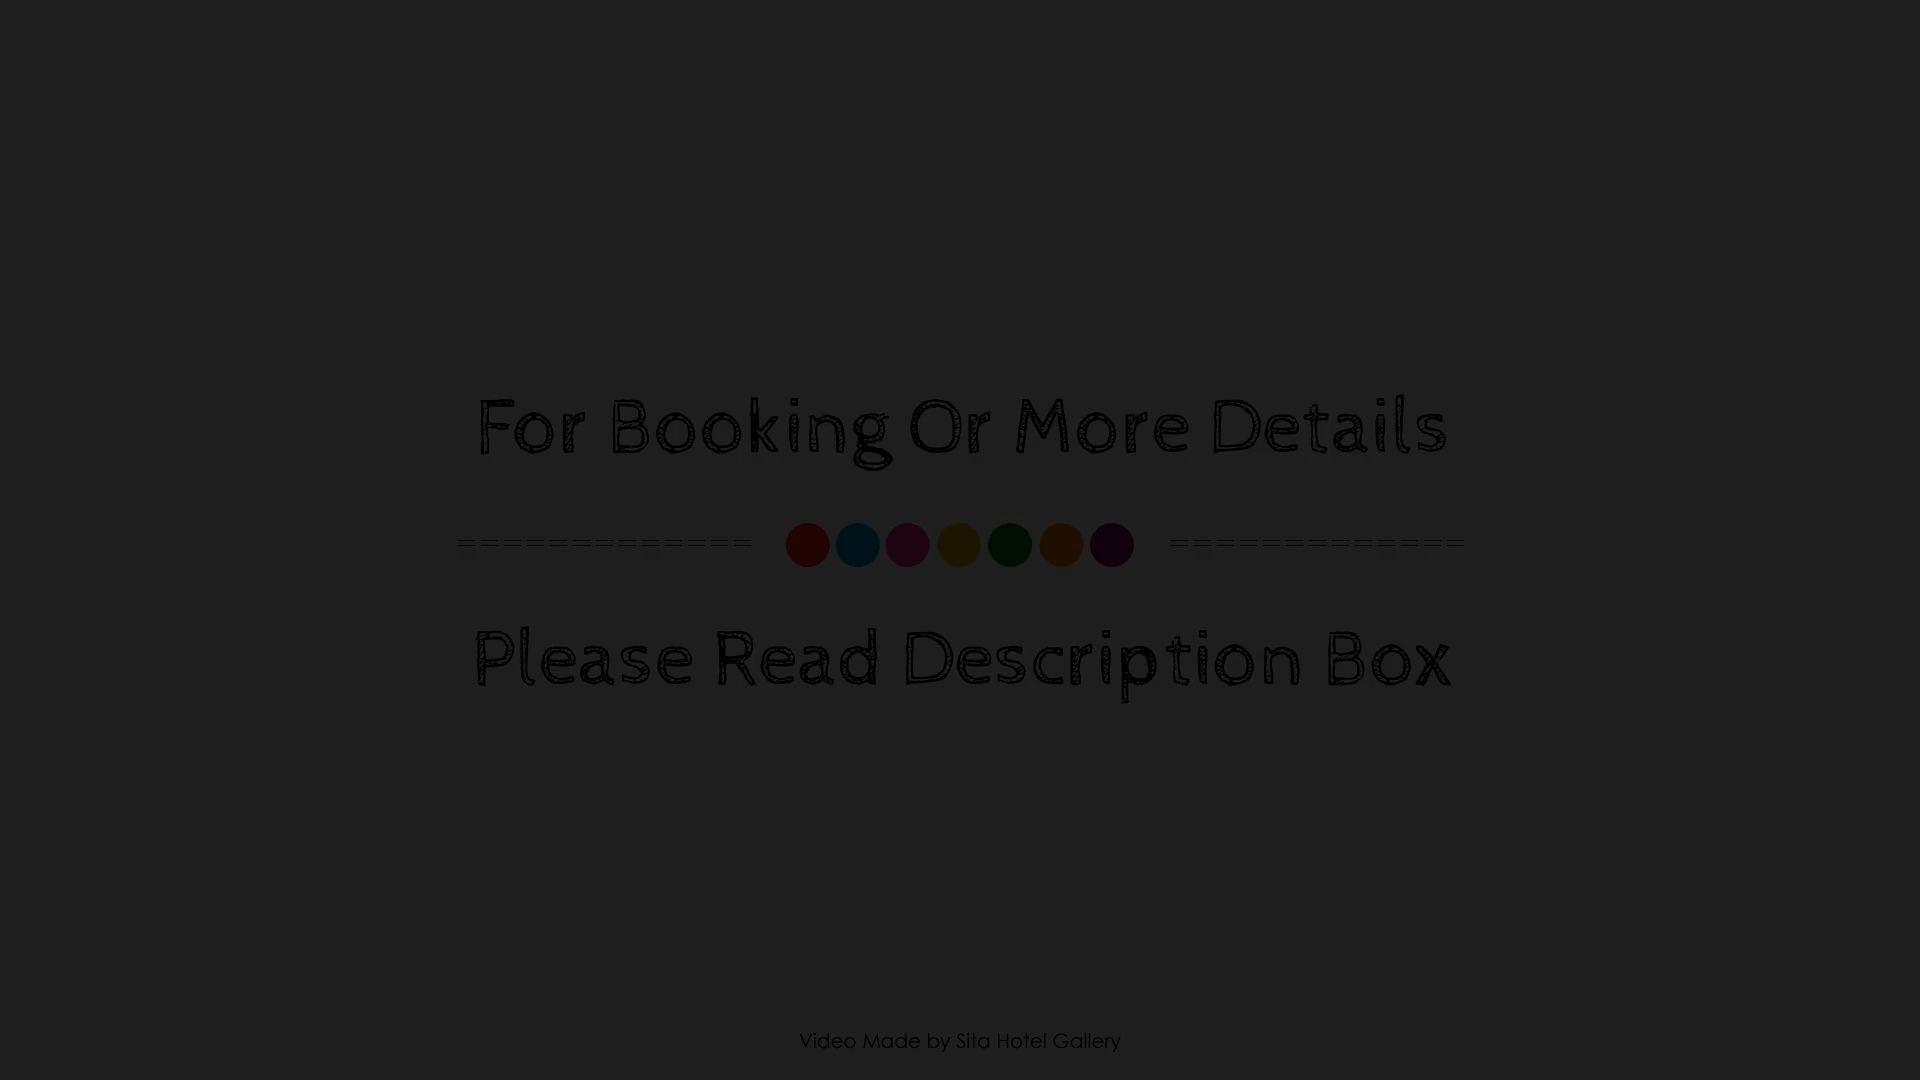 For Booking Or More Details
============= =============
Please Read Description Box
Video Made by Sita Hotel Gallery